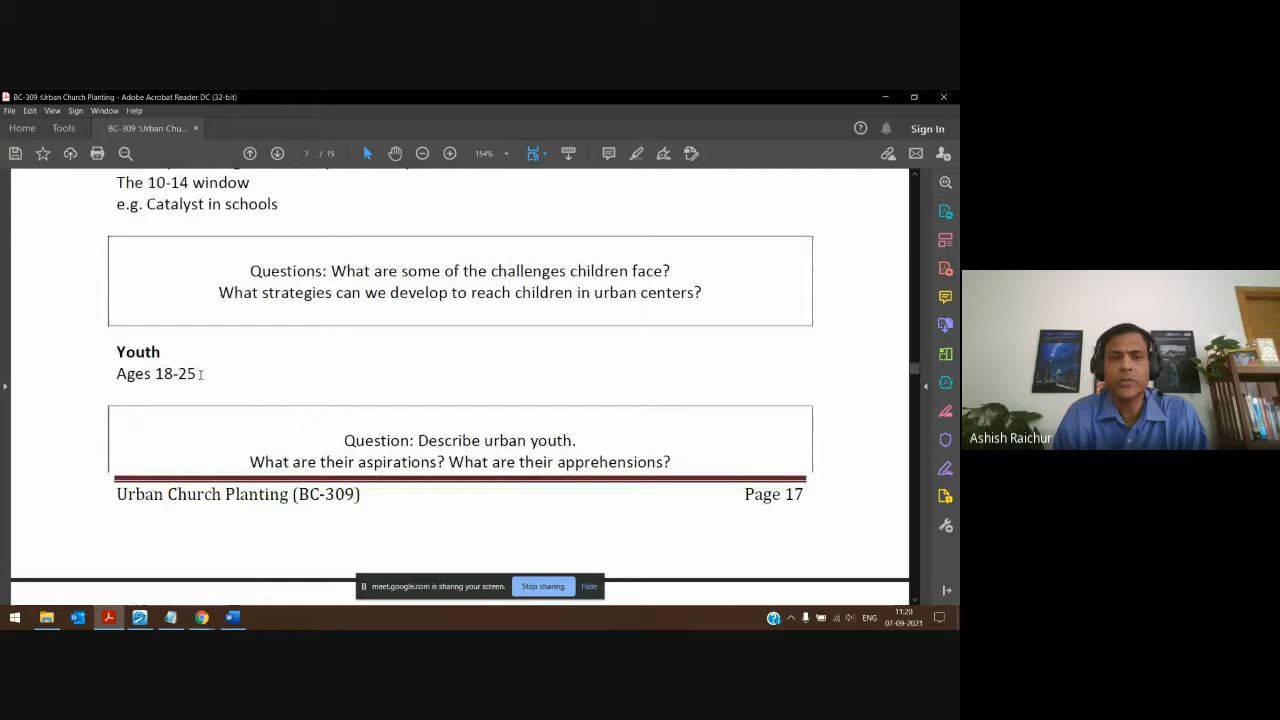 BC-309 :Urban Church Planting - Adobe Acrobat Reader DC (32-bit)
File Edit View Sign Window Help
Home Tools BC-309 :Urban Chu... × Sign In
7 / 15 154%
The 10-14 window
e.g. Catalyst in schools
Questions: What are some of the challenges children face?
What strategies can we develop to reach children in urban centers?
Youth
Ages 18-25
Question: Describe urban youth.
What are their aspirations? What are their apprehensions?
Urban Church Planting (BC-309) Page 17
meet.google.com is sharing your screen. Stop sharing Hide
ENG 11:20
07-09-2021
Ashish Raichur